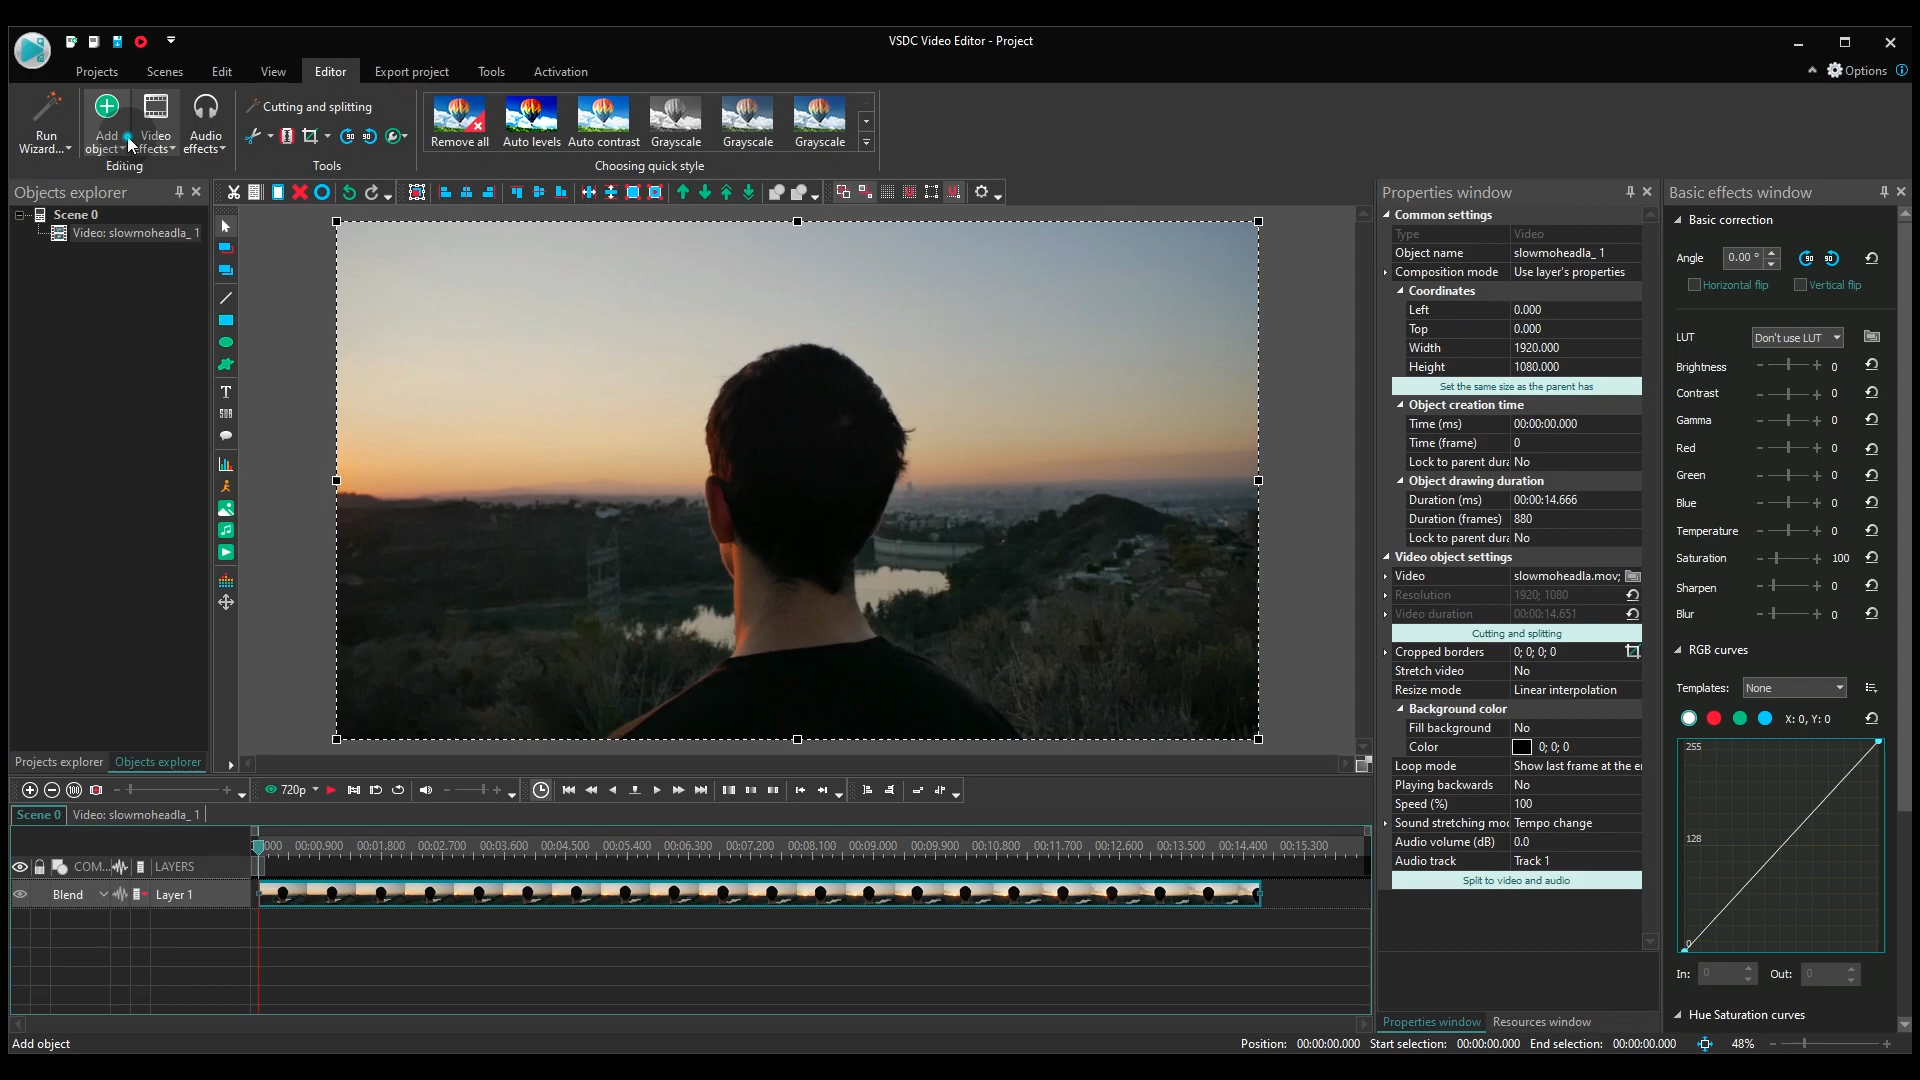 VSDC Video Editor - Project
Projects
Scenes
Edit
View
Editor
Export project
Tools
Activation
Options
Run
Wizard...
Add
object
Video
effects
Audio
effects
Editing
Cutting and splitting
Tools
Remove all
Auto levels
Auto contrast
Grayscale
Grayscale
Grayscale
Choosing quick style
Objects explorer
Scene 0
Video: slowmoheadla_ 1
Projects explorer
Objects explorer
Properties window
Common settings
Type Video
Object name slowmoheadla_ 1
Composition mode Use layer's properties
Coordinates
Left 0.000
Top 0.000
Width 1920.000
Height 1080.000
Set the same size as the parent has
Object creation time
Time (ms) 00:00:00.000
Time (frame) 0
Lock to parent dura No
Object drawing duration
Duration (ms) 00:00:14.666
Duration (frames) 880
Lock to parent dura No
Video object settings
Video slowmoheadla.mov;
Resolution 1920; 1080
Video duration 00:00:14.651
Cutting and splitting
Cropped borders 0; 0; 0; 0
Stretch video No
Resize mode Linear interpolation
Background color
Fill background No
Color 0; 0; 0
Loop mode Show last frame at the en
Playing backwards No
Speed (%) 100
Sound stretching mod Tempo change
Audio volume (dB) 0.0
Audio track Track 1
Split to video and audio
Properties window
Resources window
Basic effects window
Basic correction
Angle 0.00 °
Horizontal flip
Vertical flip
LUT Don't use LUT
Brightness 0
Contrast 0
Gamma 0
Red 0
Green 0
Blue 0
Temperature 0
Saturation 100
Sharpen 0
Blur 0
RGB curves
Templates: None
X: 0, Y: 0
255
128
0
In: 0 Out: 0
Hue Saturation curves
720p
Scene 0
Video: slowmoheadla_ 1
000 00:00.900 00:01.800 00:02.700 00:03.600 00:04.500 00:05.400 00:06.300 00:07.200 00:08.100 00:09.000 00:09.900 00:10.800 00:11.700 00:12.600 00:13.500 00:14.400 00:15.300
COM... LAYERS
Blend Layer 1
Add object
Position: 00:00:00.000 Start selection: 00:00:00.000 End selection: 00:00:00.000 48%